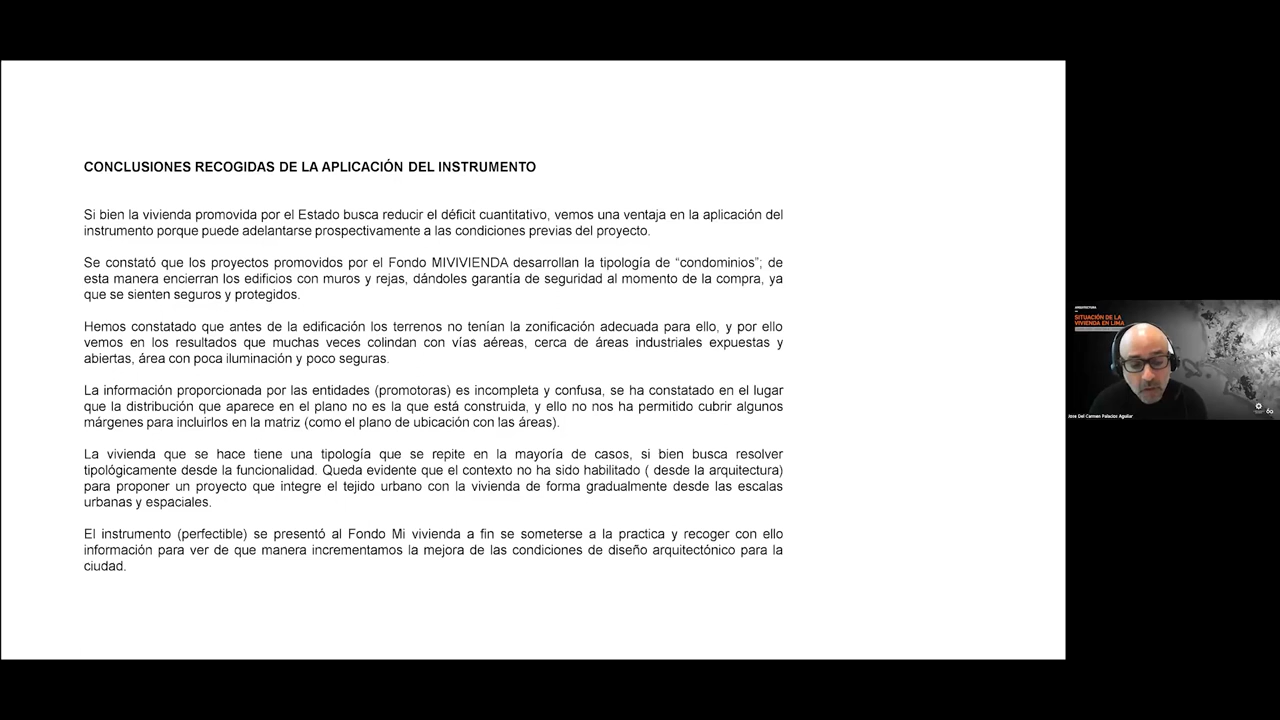 CONCLUSIONES RECOGIDAS DE LA APLICACIÓN DEL INSTRUMENTO
Si bien la vivienda promovida por el Estado busca reducir el déficit cuantitativo, vemos una ventaja en la aplicación del
instrumento porque puede adelantarse prospectivamente a las condiciones previas del proyecto.
Se constató que los proyectos promovidos por el Fondo MIVIVIENDA desarrollan la tipología de “condominios”; de
esta manera encierran los edificios con muros y rejas, dándoles garantía de seguridad al momento de la compra, ya
que se sienten seguros y protegidos.
Hemos constatado que antes de la edificación los terrenos no tenían la zonificación adecuada para ello, y por ello
vemos en los resultados que muchas veces colindan con vías aéreas, cerca de áreas industriales expuestas y
abiertas, área con poca iluminación y poco seguras.
La información proporcionada por las entidades (promotoras) es incompleta y confusa, se ha constatado en el lugar
que la distribución que aparece en el plano no es la que está construida, y ello no nos ha permitido cubrir algunos
márgenes para incluirlos en la matriz (como el plano de ubicación con las áreas).
La vivienda que se hace tiene una tipología que se repite en la mayoría de casos, si bien busca resolver
tipológicamente desde la funcionalidad. Queda evidente que el contexto no ha sido habilitado ( desde la arquitectura)
para proponer un proyecto que integre el tejido urbano con la vivienda de forma gradualmente desde las escalas
urbanas y espaciales.
El instrumento (perfectible) se presentó al Fondo Mi vivienda a fin se someterse a la practica y recoger con ello
información para ver de que manera incrementamos la mejora de las condiciones de diseño arquitectónico para la
ciudad.
ARQUITECTURA
SITUACIÓN DE LA
VIVIENDA EN LIMA
Jose Del Carmen Palacios Aguilar